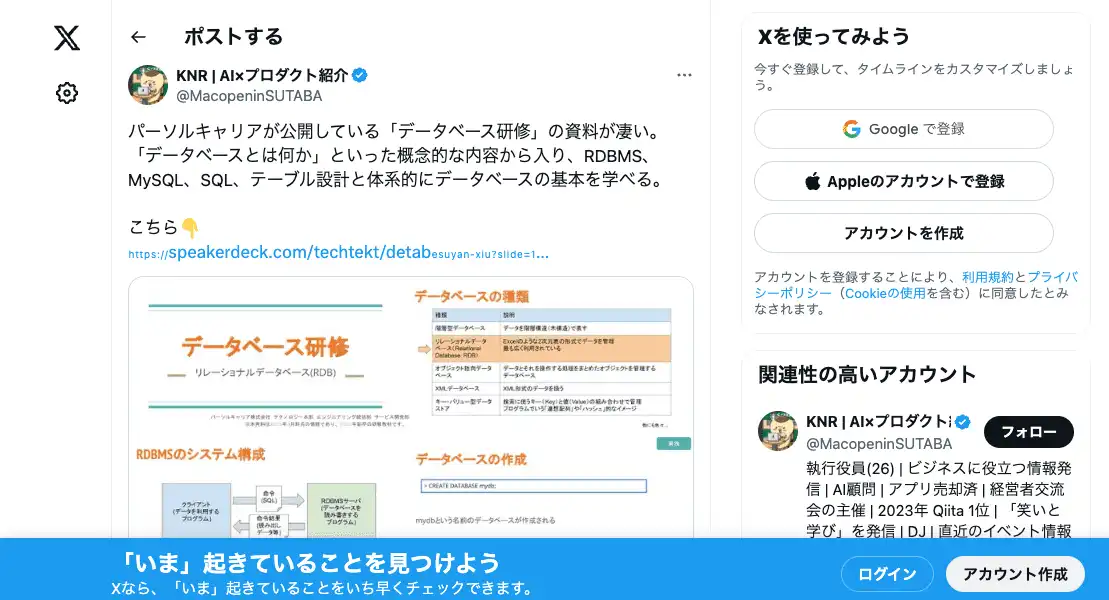 ポストする
KNR | AI×プロダクト紹介
@MacopeninSUTABA
パーソルキャリアが公開している「データベース研修」の資料が凄い。
「データベースとは何か」といった概念的な内容から入り、RDBMS、
MySQL、SQL、テーブル設計と体系的にデータベースの基本を学べる。
こちら👇
https://speakerdeck.com/techtekt/detabesuyan-xiu?slide=1…
データベース研修
リレーショナルデータベース(RDB)
データベースの種類
種類 説明
階層型データベース データを階層構造（木構造）で表す
リレーショナルデータベース(Relational Database: RDB) Excelのような2次元表の形式でデータを管理
最も広く利用されている
オブジェクト指向データベース データとそれを操作する処理をまとめたオブジェクトを管理するデータベース
XMLデータベース XML形式のデータを扱う
キー・バリュー型データストア 検索に使うキー(Key)と値(Value)の組み合わせで管理
プログラムでいう「連想配列」や「ハッシュ」的なイメージ
RDBMSのシステム構成
クライアント
(データを利用する
プログラム)
命令
(SQL)
命令結果
(読み出し
データ等)
RDBMSサーバ
(データベースを
読み書きする
プログラム)
データベースの作成
> CREATE DATABASE mydb;
mydbという名前のデータベースが作成される
Xを使ってみよう
今すぐ登録して、タイムラインをカスタマイズしましょ
う。
Google で登録
Appleのアカウントで登録
アカウントを作成
アカウントを登録することにより、利用規約とプライバ
シーポリシー（Cookieの使用を含む）に同意したとみ
なされます。
関連性の高いアカウント
KNR | AI×プロダクト
@MacopeninSUTABA
フォロー
執行役員(26) | ビジネスに役立つ情報発
信 | AI顧問 | アプリ売却済 | 経営者交流
会の主催 | 2023年 Qiita 1位 | 「笑いと
学び」を発信 | DJ | 直近のイベント情報
「いま」起きていることを見つけよう
Xなら、「いま」起きていることをいち早くチェックできます。
ログイン
アカウント作成